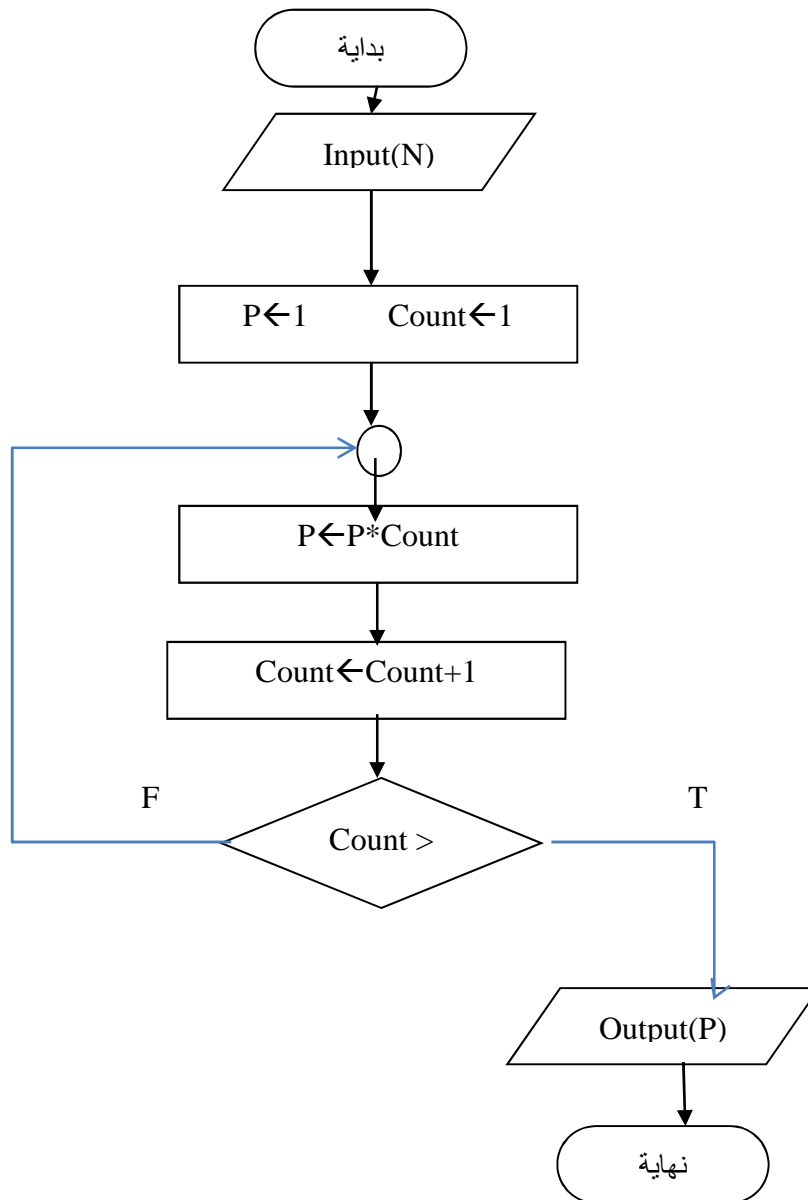 بداية
Input(N)
P←1 Count←1
P←P*Count
Count←Count+1
F
T
Count >
Output(P)
نهاية